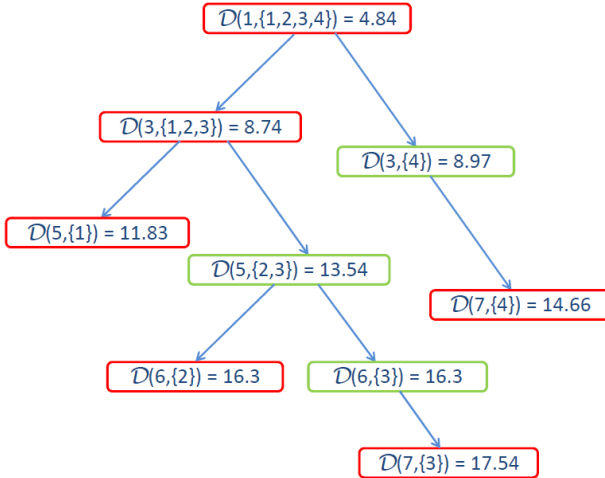 𝒟(1,{1,2,3,4}) = 4.84
𝒟(3,{1,2,3}) = 8.74
𝒟(3,{4}) = 8.97
𝒟(5,{1}) = 11.83
𝒟(5,{2,3}) = 13.54
𝒟(7,{4}) = 14.66
𝒟(6,{2}) = 16.3
𝒟(6,{3}) = 16.3
𝒟(7,{3}) = 17.54